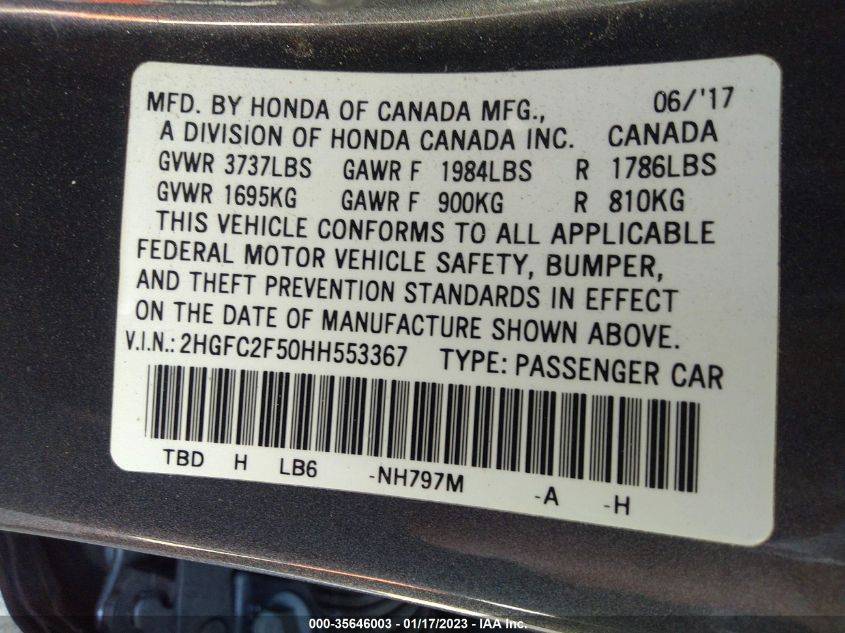 MFD. BY HONDA OF CANADA MFG., 06/'17
A DIVISION OF HONDA CANADA INC. CANADA
GVWR 3737LBS GAWR F 1984LBS R 1786LBS
GVWR 1695KG GAWR F 900KG R 810KG
THIS VEHICLE CONFORMS TO ALL APPLICABLE
FEDERAL MOTOR VEHICLE SAFETY, BUMPER,
AND THEFT PREVENTION STANDARDS IN EFFECT
ON THE DATE OF MANUFACTURE SHOWN ABOVE.
V.I.N.: 2HGFC2F50HH553367 TYPE: PASSENGER CAR
TBD H LB6 -NH797M -A -H
000-35646003 - 01/17/2023 - IAA Inc.